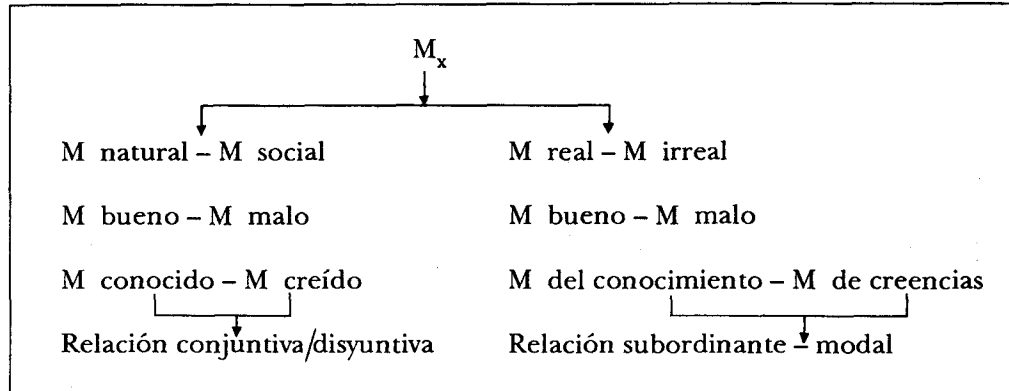 Mx
M natural – M social M real – M irreal
M bueno – M malo M bueno – M malo
M conocido – M creído M del conocimiento – M de creencias
Relación conjuntiva/disyuntiva Relación subordinante – modal